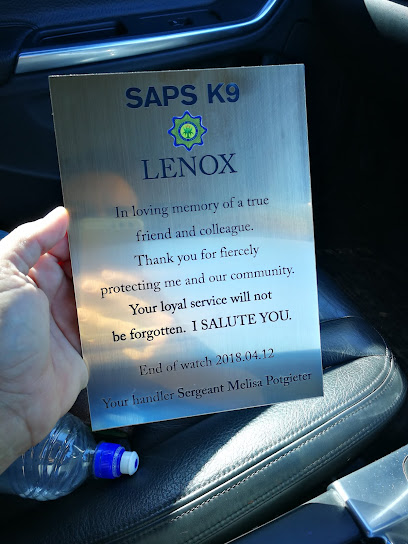 SAPS K9
LENOX
In loving memory of a true
friend and colleague.
Thank you for fiercely
protecting me and our community.
Your loyal service will not
be forgotten. I SALUTE YOU.
End of watch 2018.04.12
Your handler Sergeant Melisa Potgieter